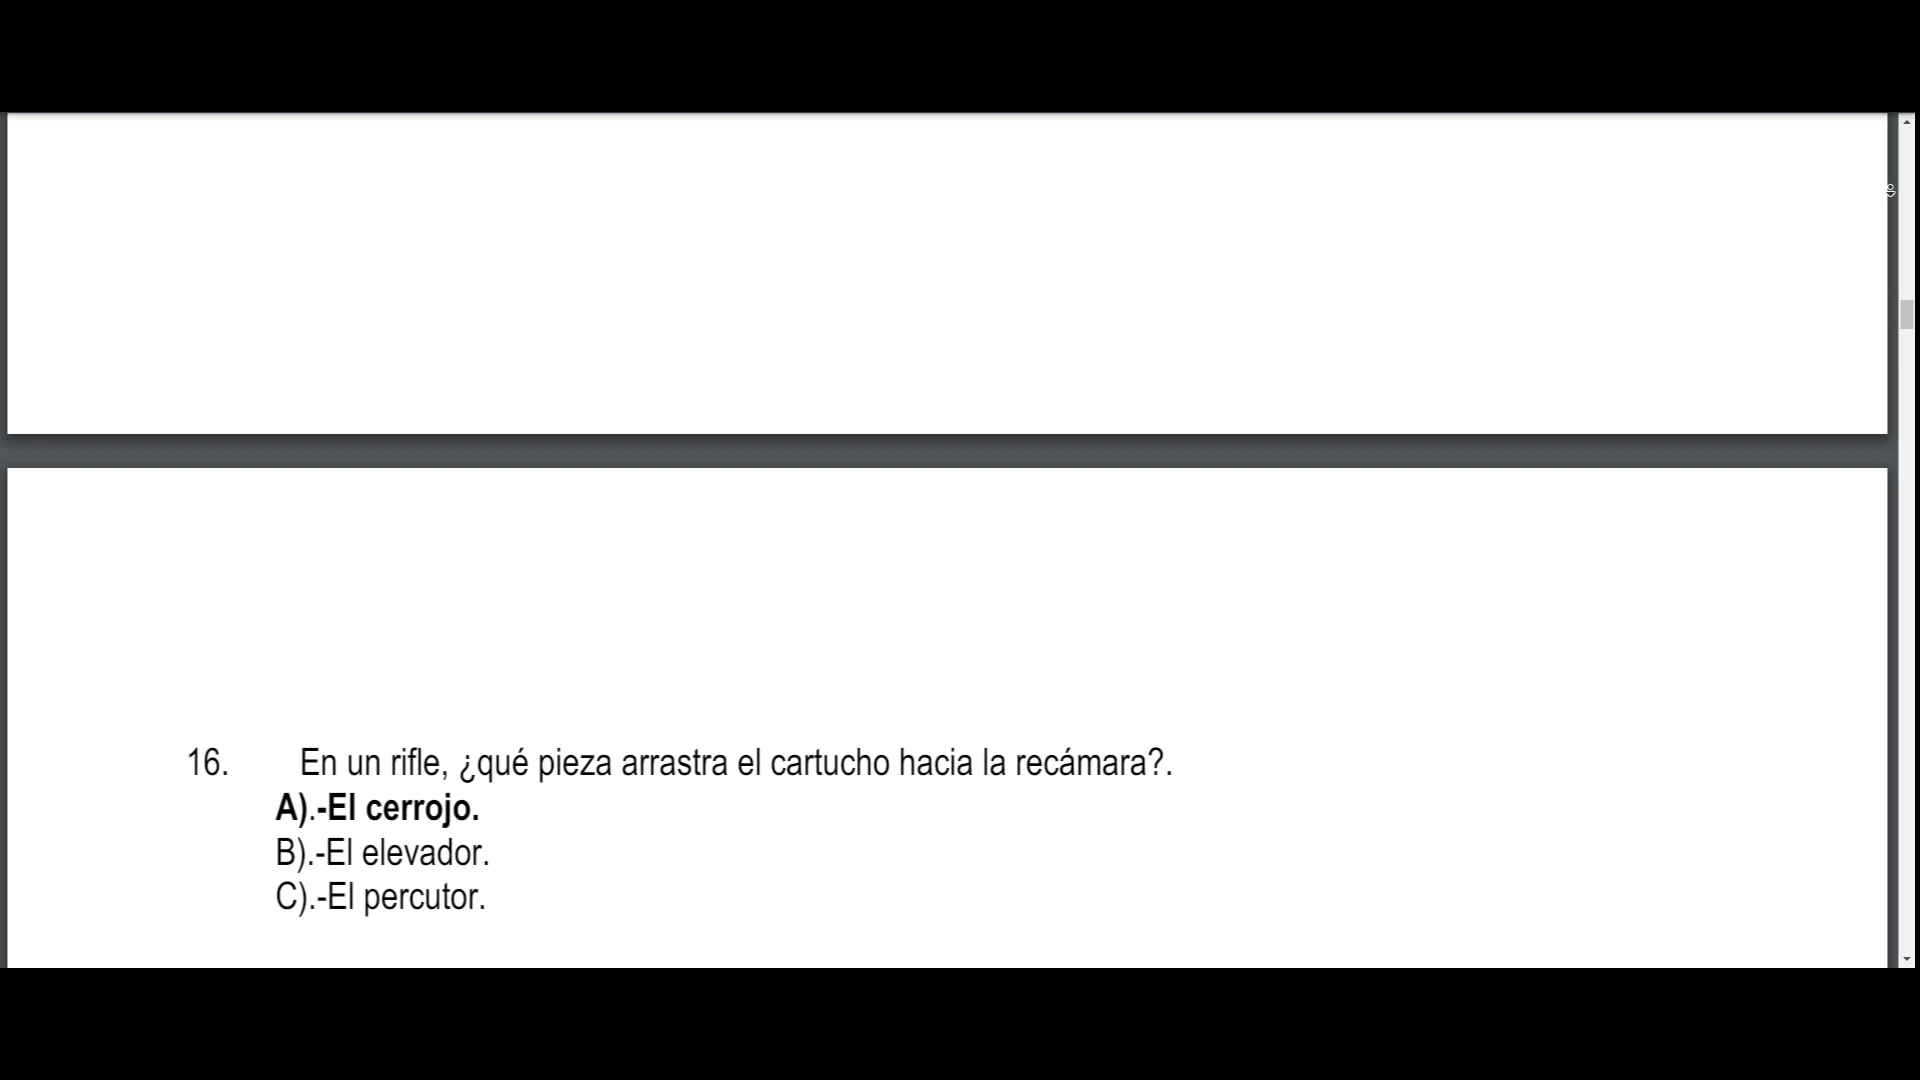 16. En un rifle, ¿qué pieza arrastra el cartucho hacia la recámara?.
A).-El cerrojo.
B).-El elevador.
C).-El percutor.